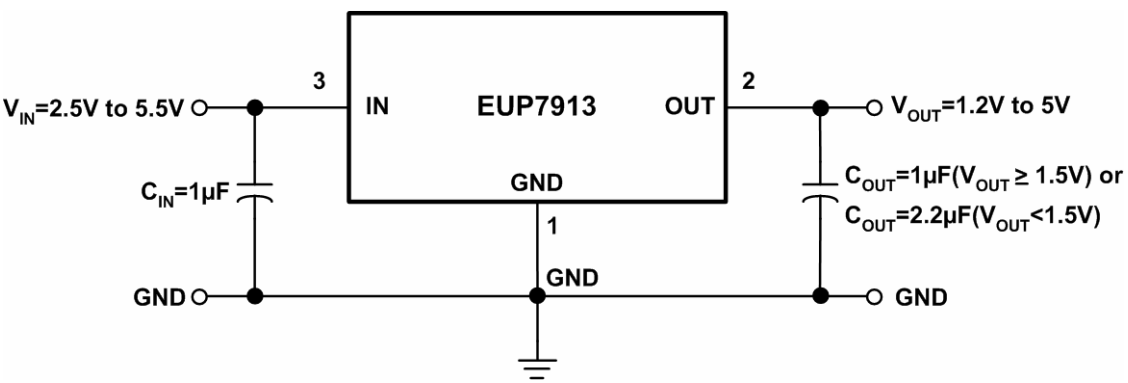 3
2
V_IN=2.5V to 5.5V
IN
EUP7913
OUT
V_OUT=1.2V to 5V
C_IN=1µF
GND
C_OUT=1µF(V_OUT ≥ 1.5V) or
C_OUT=2.2µF(V_OUT<1.5V)
1
GND
GND
GND